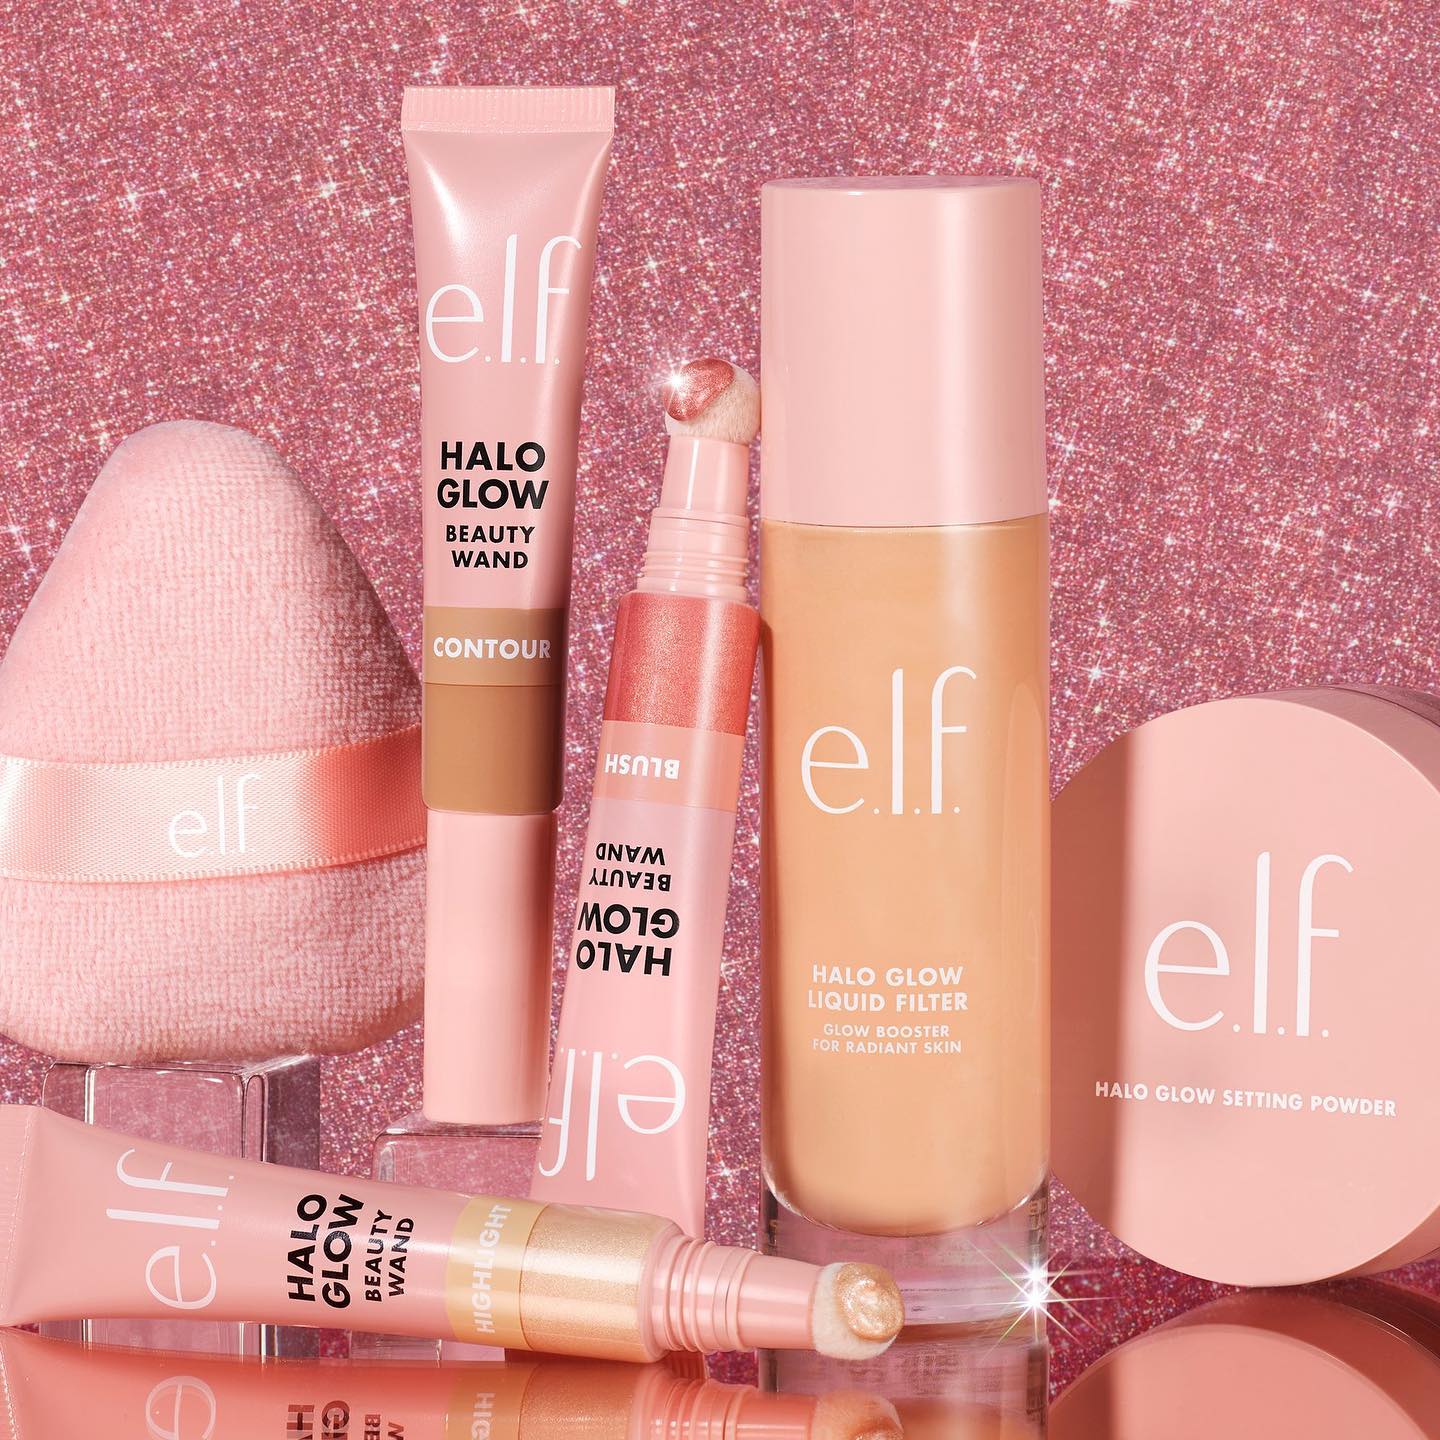 e.l.f.
HALO
GLOW
BEAUTY
WAND
CONTOUR
elf
BLUSH
HALO
GLOW
BEAUTY
WAND
e.l.f.
e.l.f.
HALO GLOW
LIQUID FILTER
GLOW BOOSTER
FOR RADIANT SKIN
e.l.f.
HALO GLOW SETTING POWDER
e.l.f.
HALO
GLOW
BEAUTY
WAND
HIGHLIGHT